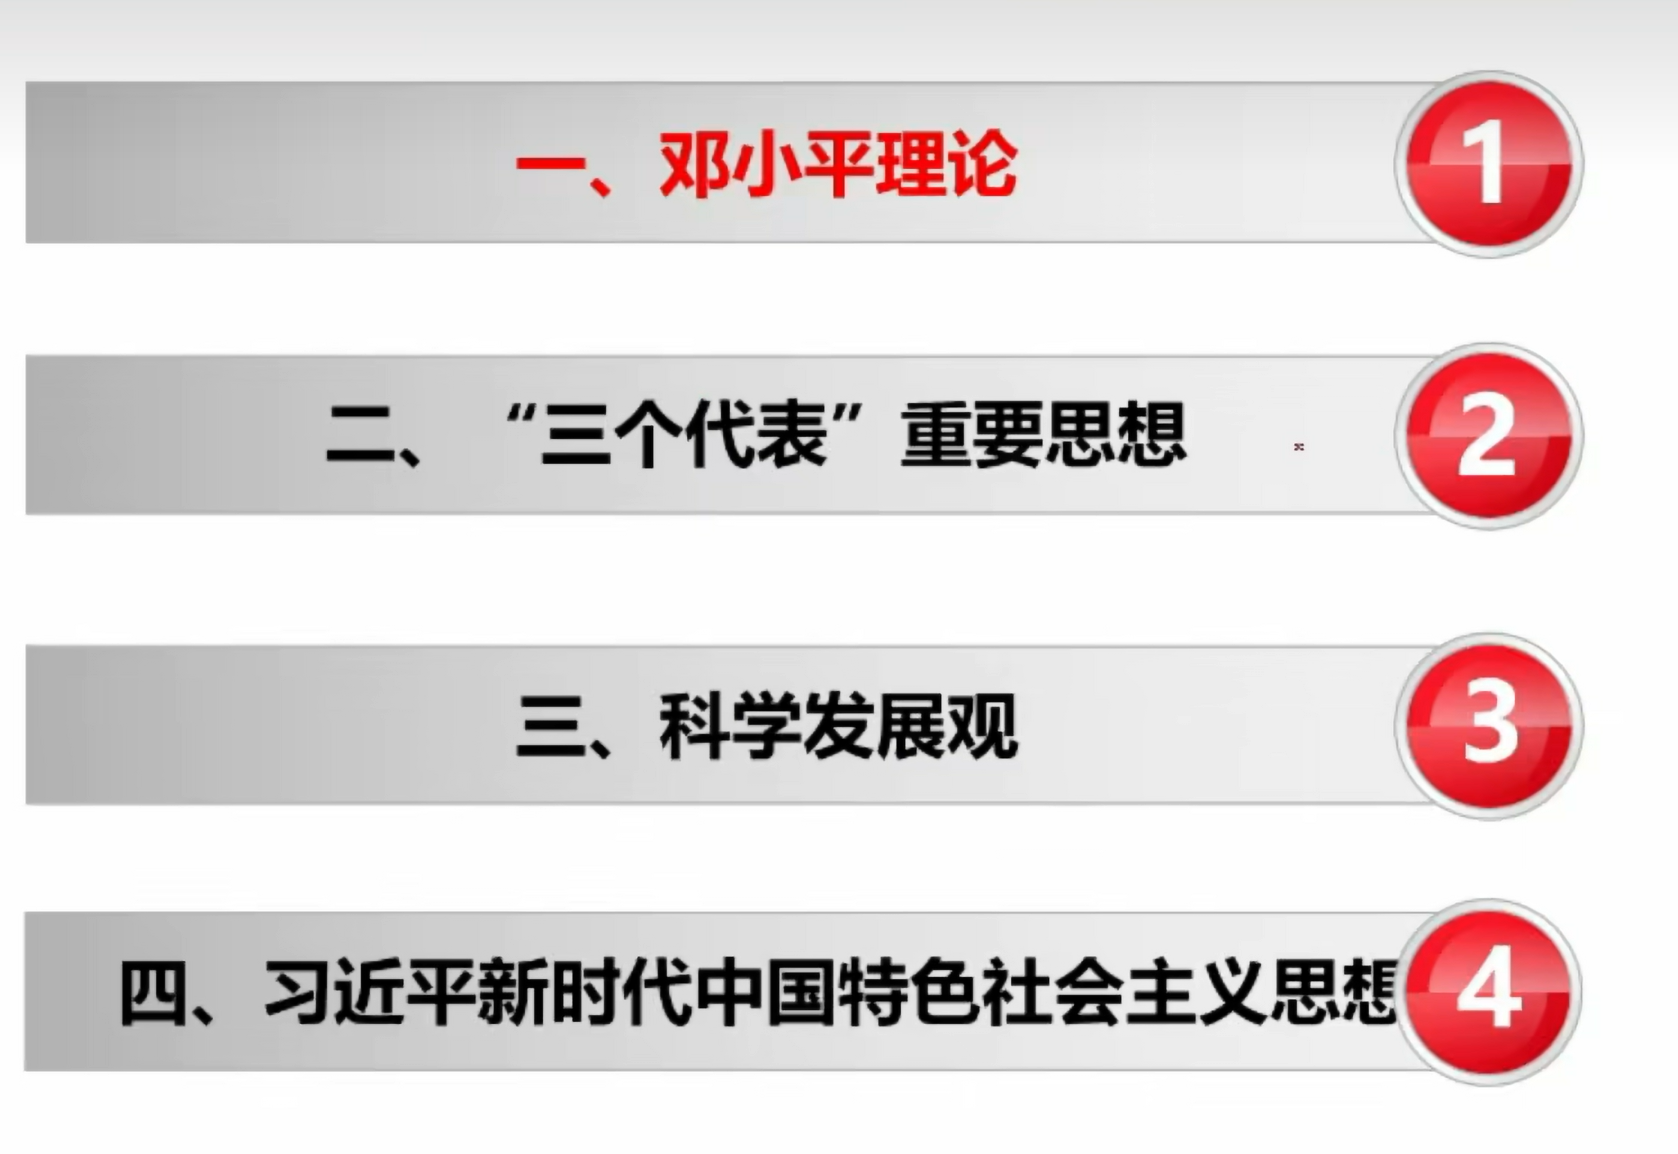 一、邓小平理论
1
二、“三个代表”重要思想
2
三、科学发展观
3
四、习近平新时代中国特色社会主义思想
4